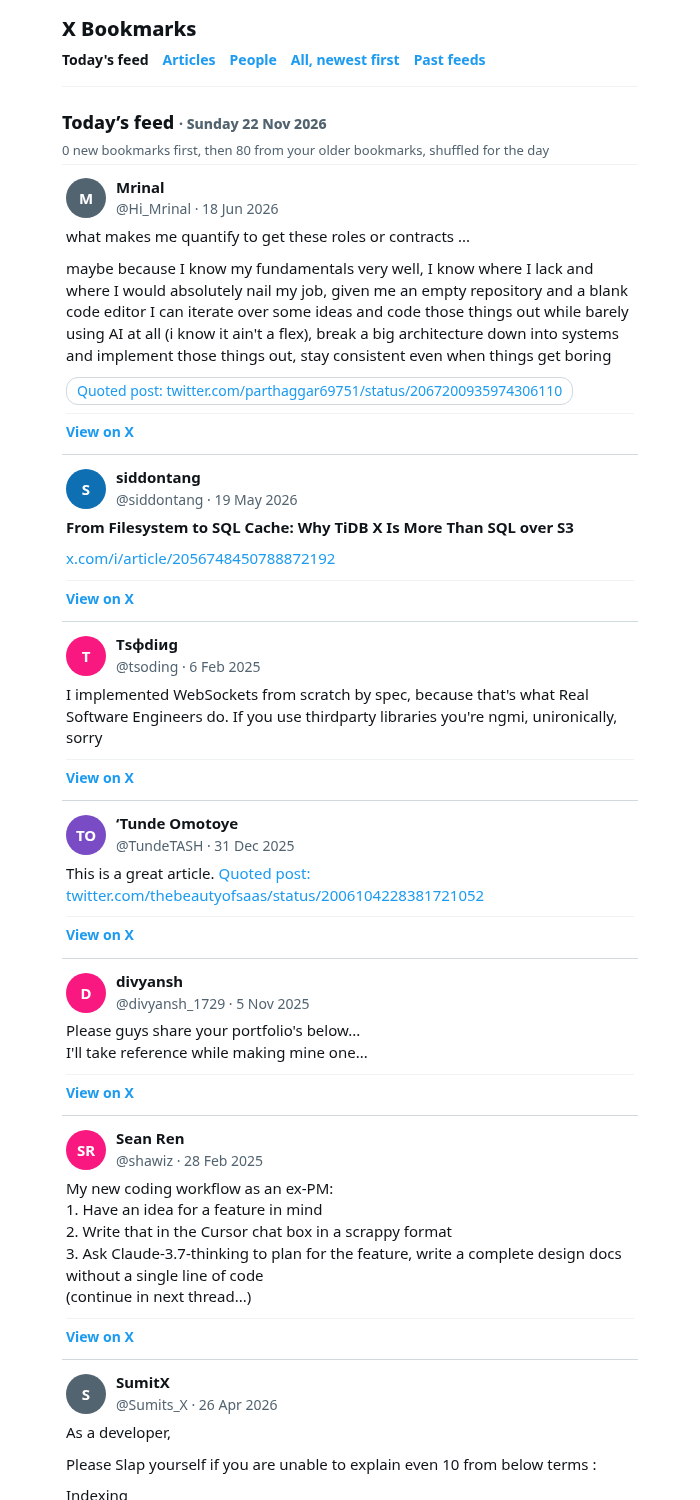 X Bookmarks
Today's feed Articles People All, newest first Past feeds
Today’s feed · Sunday 22 Nov 2026
0 new bookmarks first, then 80 from your older bookmarks, shuffled for the day
M
Mrinal
@Hi_Mrinal · 18 Jun 2026
what makes me quantify to get these roles or contracts ...
maybe because I know my fundamentals very well, I know where I lack and
where I would absolutely nail my job, given me an empty repository and a blank
code editor I can iterate over some ideas and code those things out while barely
using AI at all (i know it ain't a flex), break a big architecture down into systems
and implement those things out, stay consistent even when things get boring
Quoted post: twitter.com/parthaggar69751/status/2067200935974306110
View on X
S
siddontang
@siddontang · 19 May 2026
From Filesystem to SQL Cache: Why TiDB X Is More Than SQL over S3
x.com/i/article/2056748450788872192
View on X
T
Tsфdiиg
@tsoding · 6 Feb 2025
I implemented WebSockets from scratch by spec, because that's what Real
Software Engineers do. If you use thirdparty libraries you're ngmi, unironically,
sorry
View on X
TO
‘Tunde Omotoye
@TundeTASH · 31 Dec 2025
This is a great article. Quoted post:
twitter.com/thebeautyofsaas/status/2006104228381721052
View on X
D
divyansh
@divyansh_1729 · 5 Nov 2025
Please guys share your portfolio's below...
I'll take reference while making mine one...
View on X
SR
Sean Ren
@shawiz · 28 Feb 2025
My new coding workflow as an ex-PM:
1. Have an idea for a feature in mind
2. Write that in the Cursor chat box in a scrappy format
3. Ask Claude-3.7-thinking to plan for the feature, write a complete design docs
without a single line of code
(continue in next thread...)
View on X
S
SumitX
@Sumits_X · 26 Apr 2026
As a developer,
Please Slap yourself if you are unable to explain even 10 from below terms :
Indexing